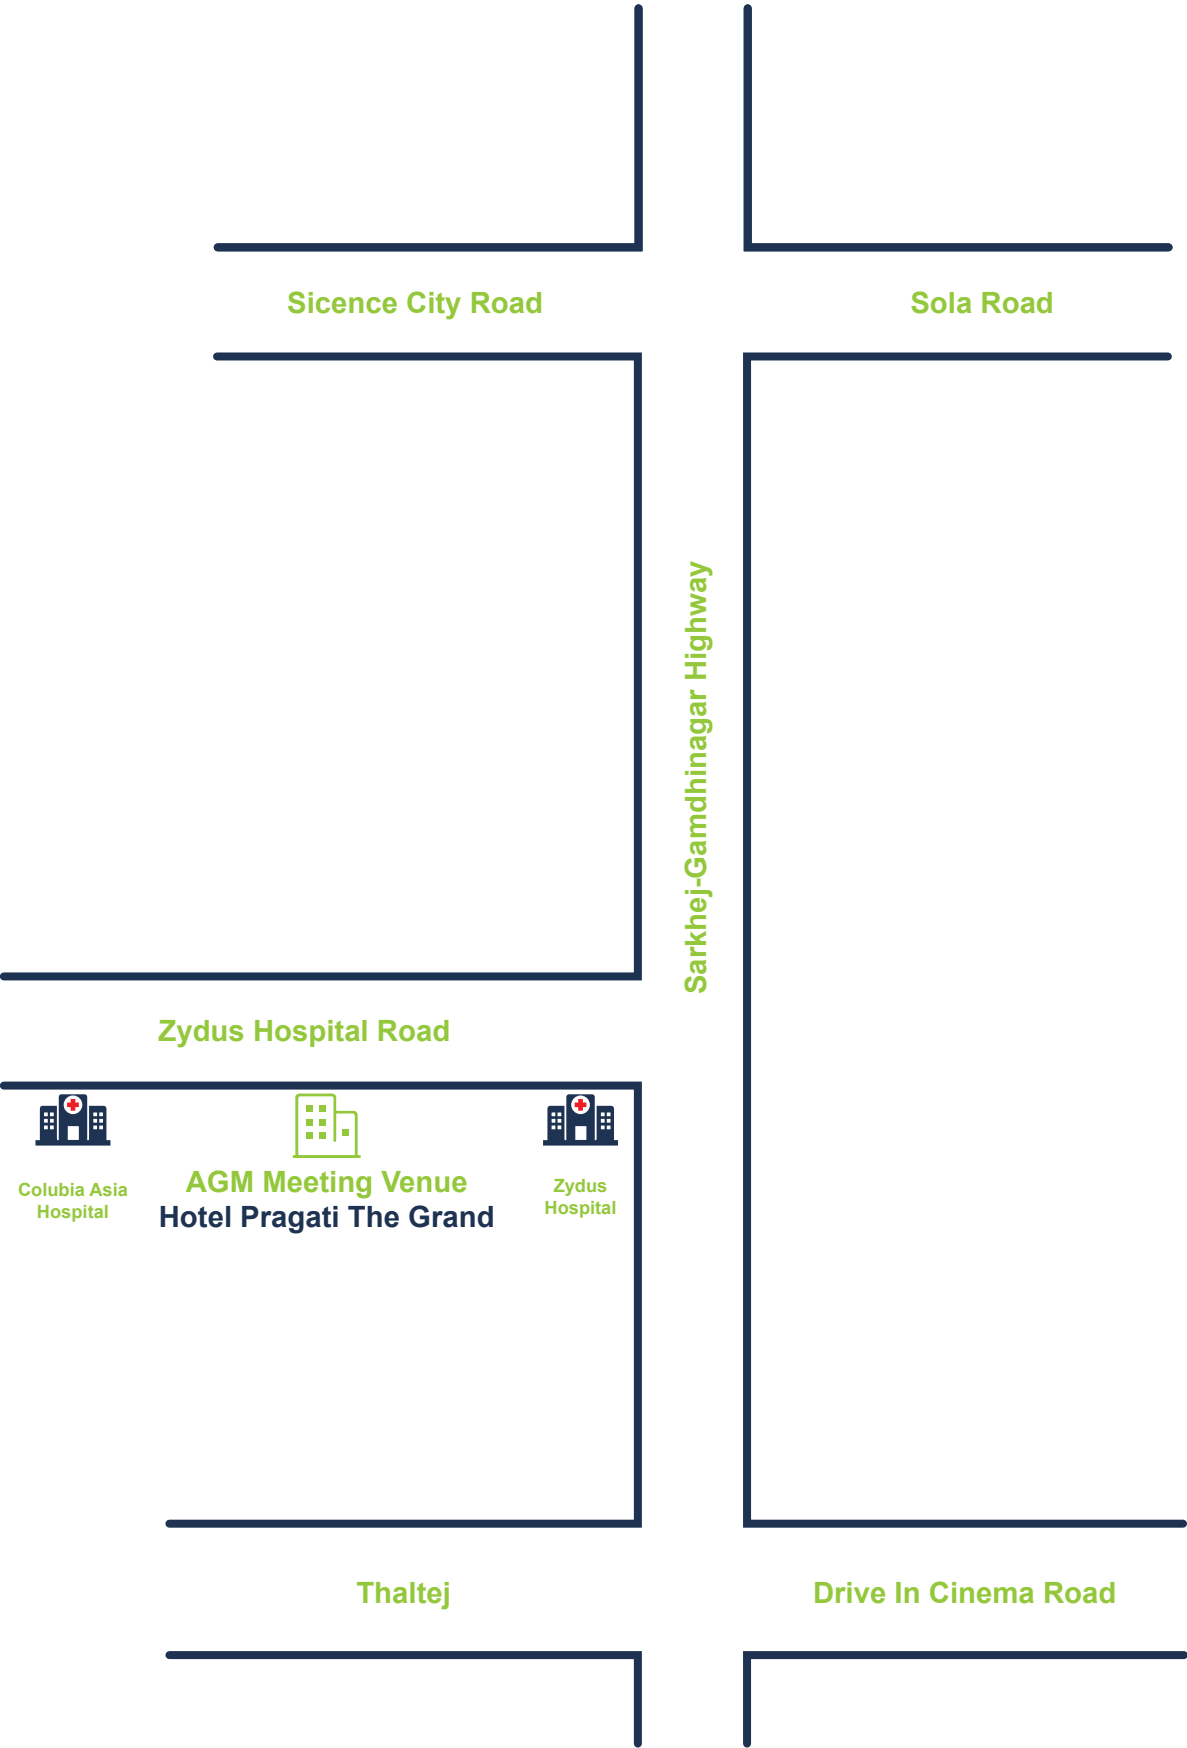 Sicence City Road
Sola Road
Sarkhej-Gamdhinagar Highway
Zydus Hospital Road
Colubia Asia
Hospital
AGM Meeting Venue
Hotel Pragati The Grand
Zydus
Hospital
Thaltej
Drive In Cinema Road